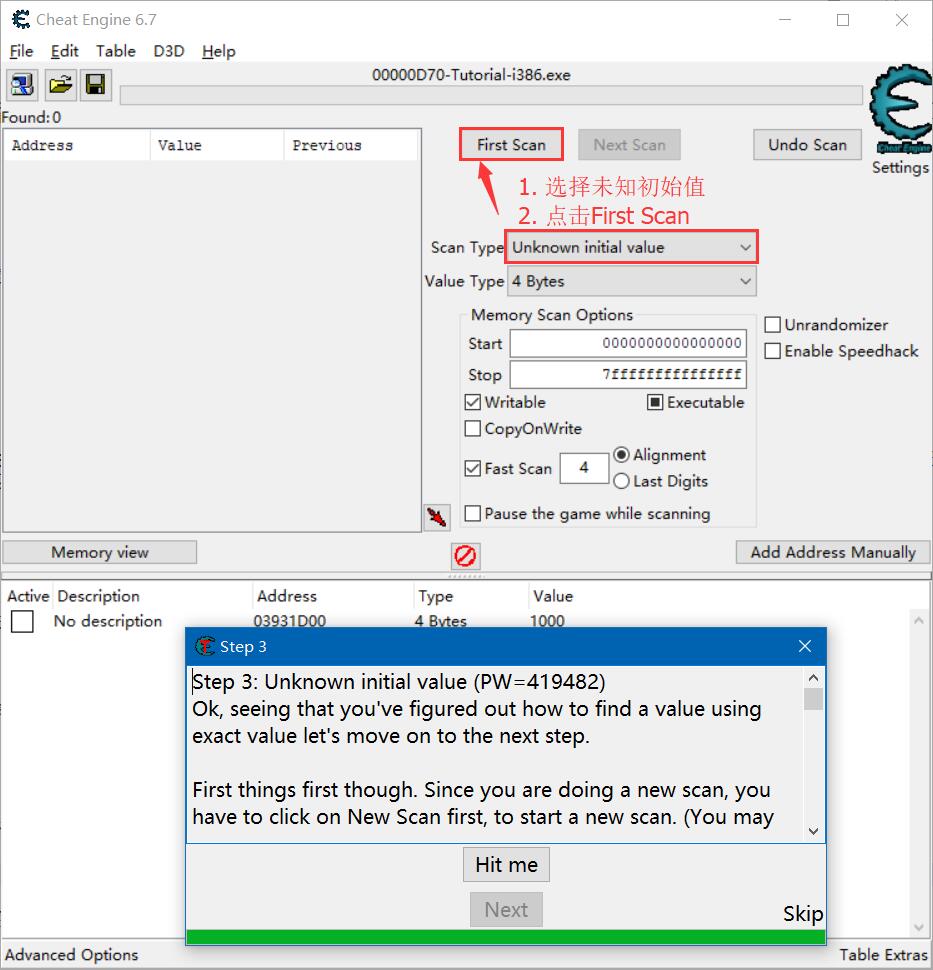 Cheat Engine 6.7
File Edit Table D3D Help
00000D70-Tutorial-i386.exe
Found: 0
Address Value Previous
First Scan Next Scan Undo Scan
Cheat Engine
Settings
1. 选择未知初始值
2. 点击First Scan
Scan Type Unknown initial value
Value Type 4 Bytes
Memory Scan Options
Start 0000000000000000
Stop 7fffffffffffffff
Unrandomizer
Enable Speedhack
Writable Executable
CopyOnWrite
Fast Scan 4 Alignment
Last Digits
Pause the game while scanning
Memory view Add Address Manually
Active Description Address Type Value
No description 03931D00 4 Bytes 1000
Step 3
Step 3: Unknown initial value (PW=419482)
Ok, seeing that you've figured out how to find a value using
exact value let's move on to the next step.
First things first though. Since you are doing a new scan, you
have to click on New Scan first, to start a new scan. (You may
Hit me
Next
Skip
Advanced Options Table Extras